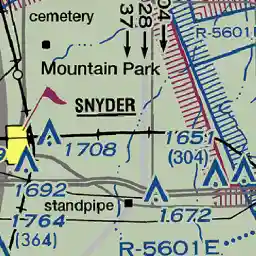 cemetery
37
28
04
R-5601
Mountain Park
SNYDER
1708
1651
(304)
1692
standpipe
1672
1764
(364)
R-5601E